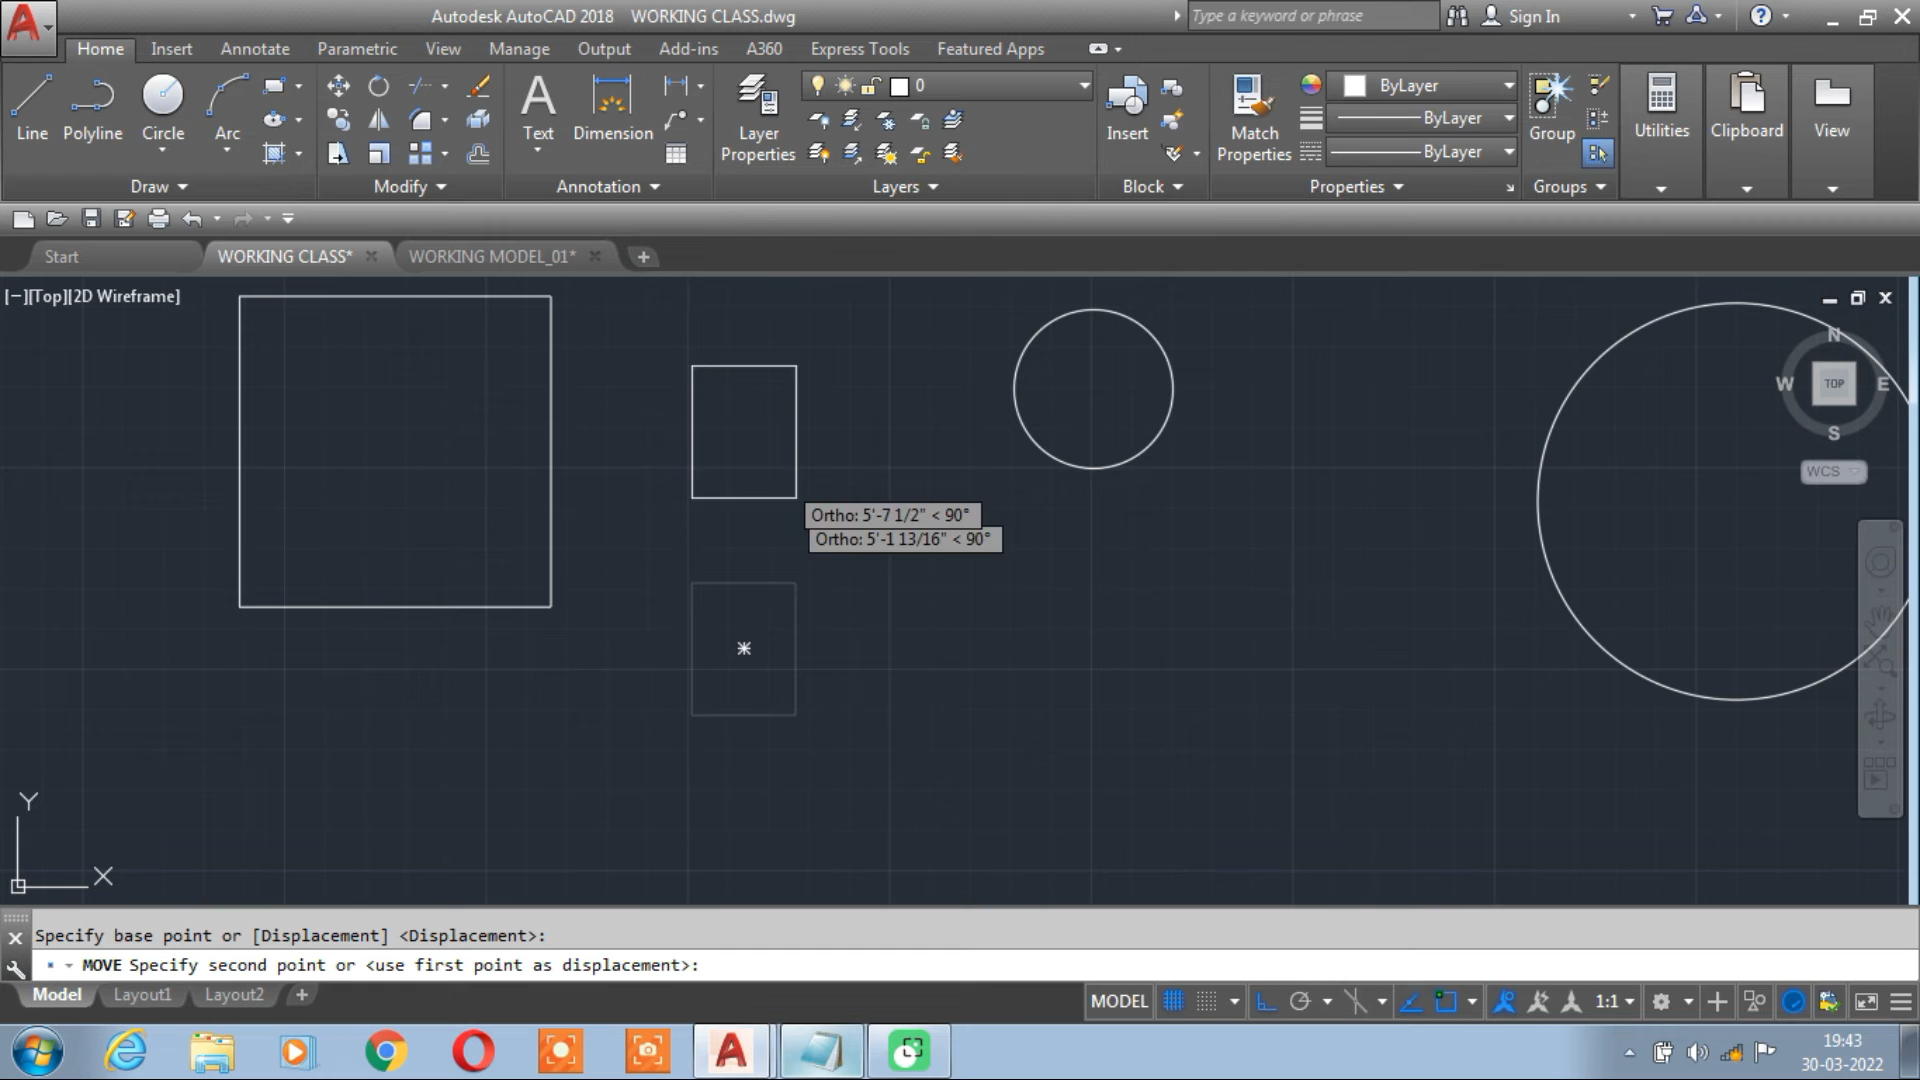 Autodesk AutoCAD 2018 WORKING CLASS.dwg
Type a keyword or phrase
Sign In
Home Insert Annotate Parametric View Manage Output Add-ins A360 Express Tools Featured Apps
0
ByLayer
ByLayer
ByLayer
Line Polyline Circle Arc
Text Dimension
Layer Properties
Insert
Match Properties
Group
Utilities
Clipboard
View
Draw Modify Annotation Layers Block Properties Groups
Start WORKING CLASS* WORKING MODEL_01*
[−][Top][2D Wireframe]
N
W TOP E
S
WCS
Ortho: 5'-7 1/2" < 90°
Ortho: 5'-1 13/16" < 90°
Y
X
Specify base point or [Displacement] <Displacement>:
MOVE Specify second point or <use first point as displacement>:
Model Layout1 Layout2
MODEL 1:1
19:43
30-03-2022